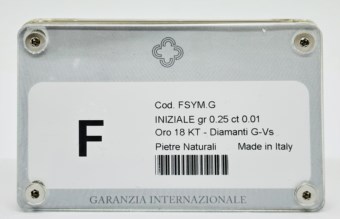 Cod. FSYM.G
INIZIALE gr 0.25 ct 0.01
Oro 18 KT - Diamanti G-Vs
F
Pietre Naturali Made in Italy
GARANZIA INTERNAZIONALE